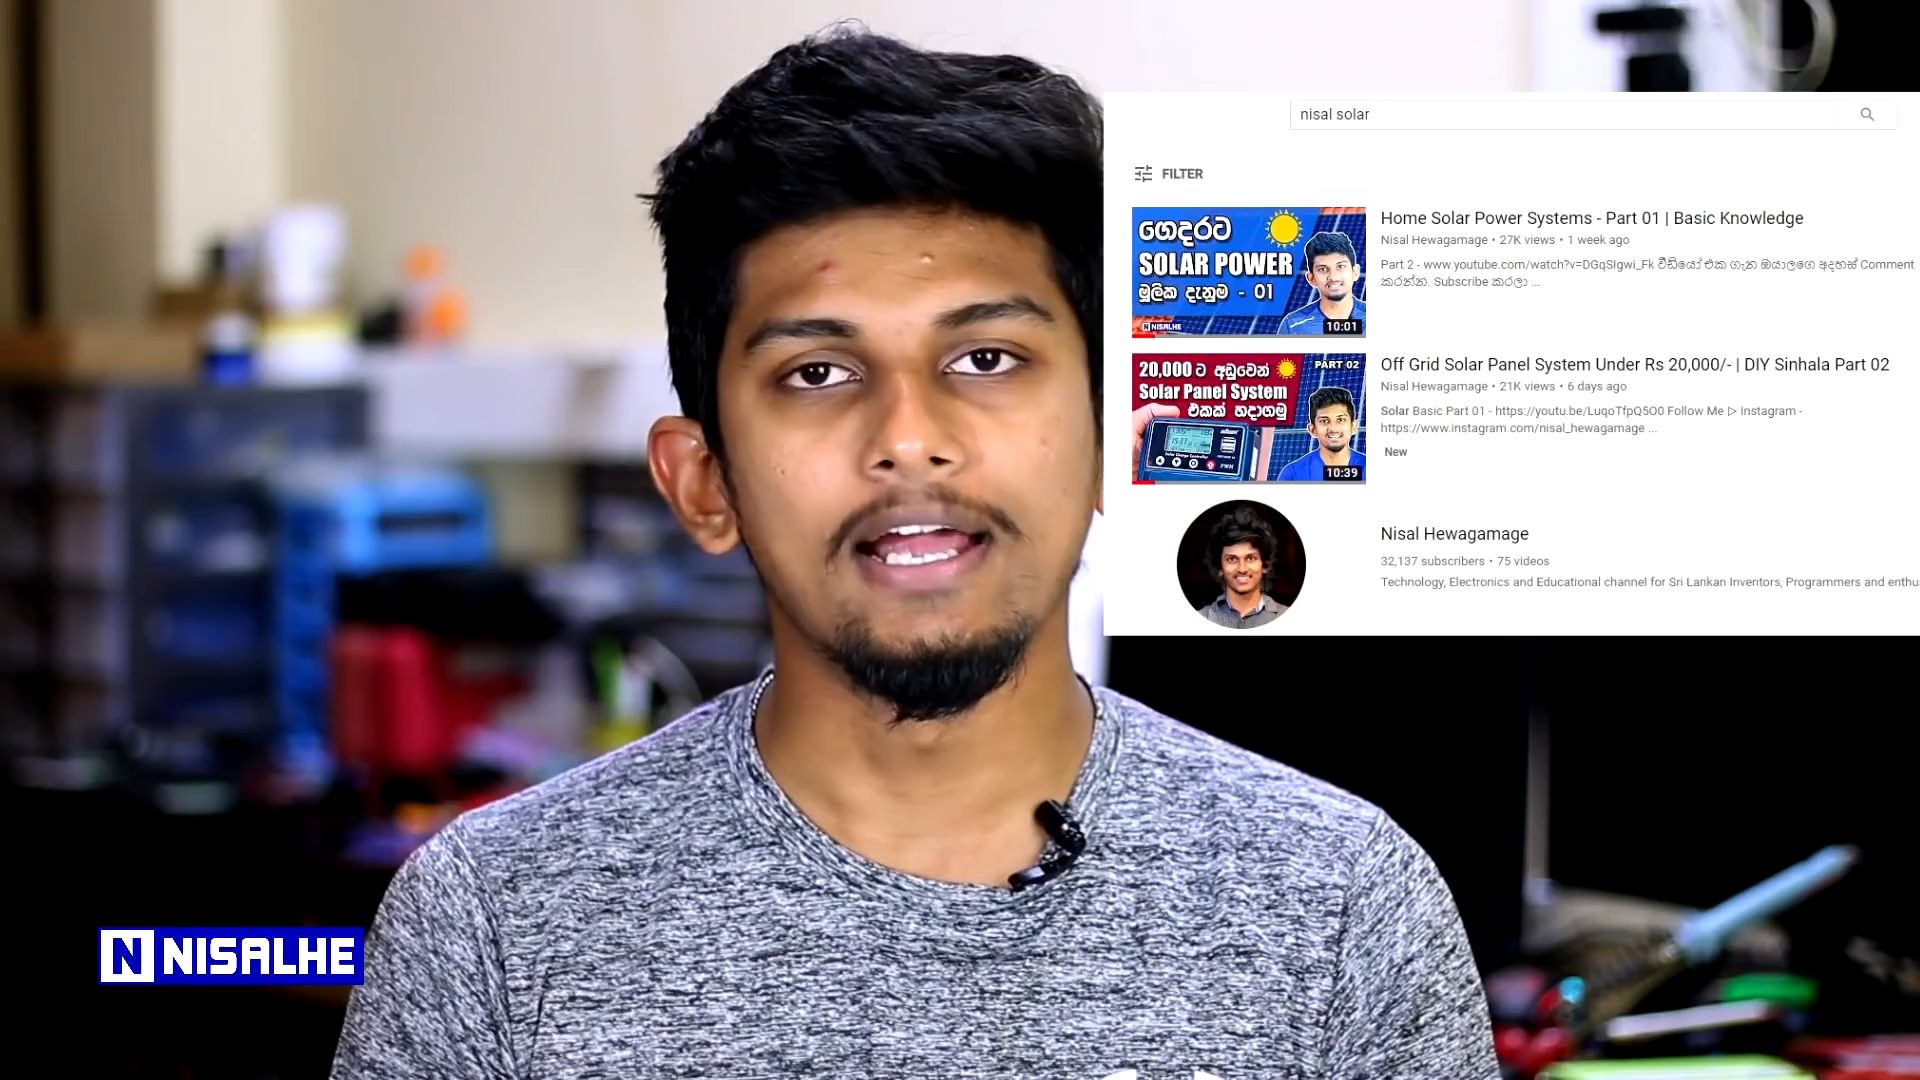 nisal solar
FILTER
ගෙදරට
SOLAR POWER
මූලික දැනුම - 01
N NISALHE
10:01
Home Solar Power Systems - Part 01 | Basic Knowledge
Nisal Hewagamage • 27K views • 1 week ago
Part 2 - www.youtube.com/watch?v=DGqSIgwi_Fk වීඩියෝ එක ගැන ඔයාලගෙ අදහස් Comment
කරන්න. Subscribe කරලා ...
20,000 ට අඩුවෙන්
PART 02
Solar Panel System
එකක් හදාගමු
Solar Charge Controller
PWM
10:39
Off Grid Solar Panel System Under Rs 20,000/- | DIY Sinhala Part 02
Nisal Hewagamage • 21K views • 6 days ago
Solar Basic Part 01 - https://youtu.be/LuqoTfpQ5O0 Follow Me ▷ Instagram -
https://www.instagram.com/nisal_hewagamage ...
New
Nisal Hewagamage
32,137 subscribers • 75 videos
Technology, Electronics and Educational channel for Sri Lankan Inventors, Programmers and enthu
N NISALHE